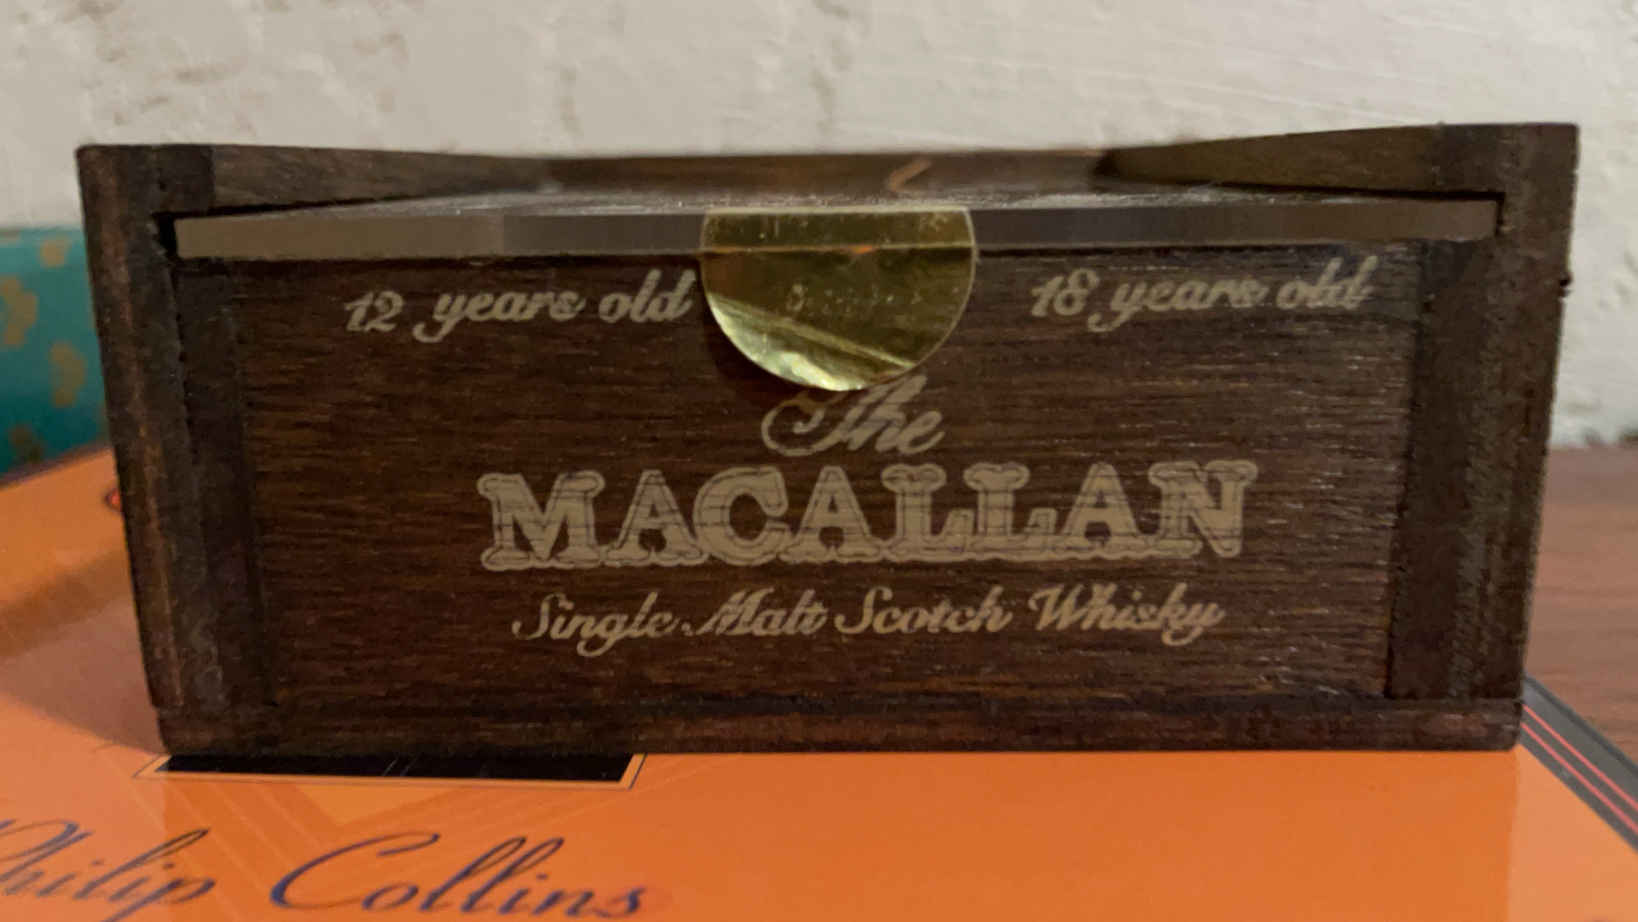 12 years old
18 years old
The
MACALLAN
Single Malt Scotch Whisky
Philip Collins